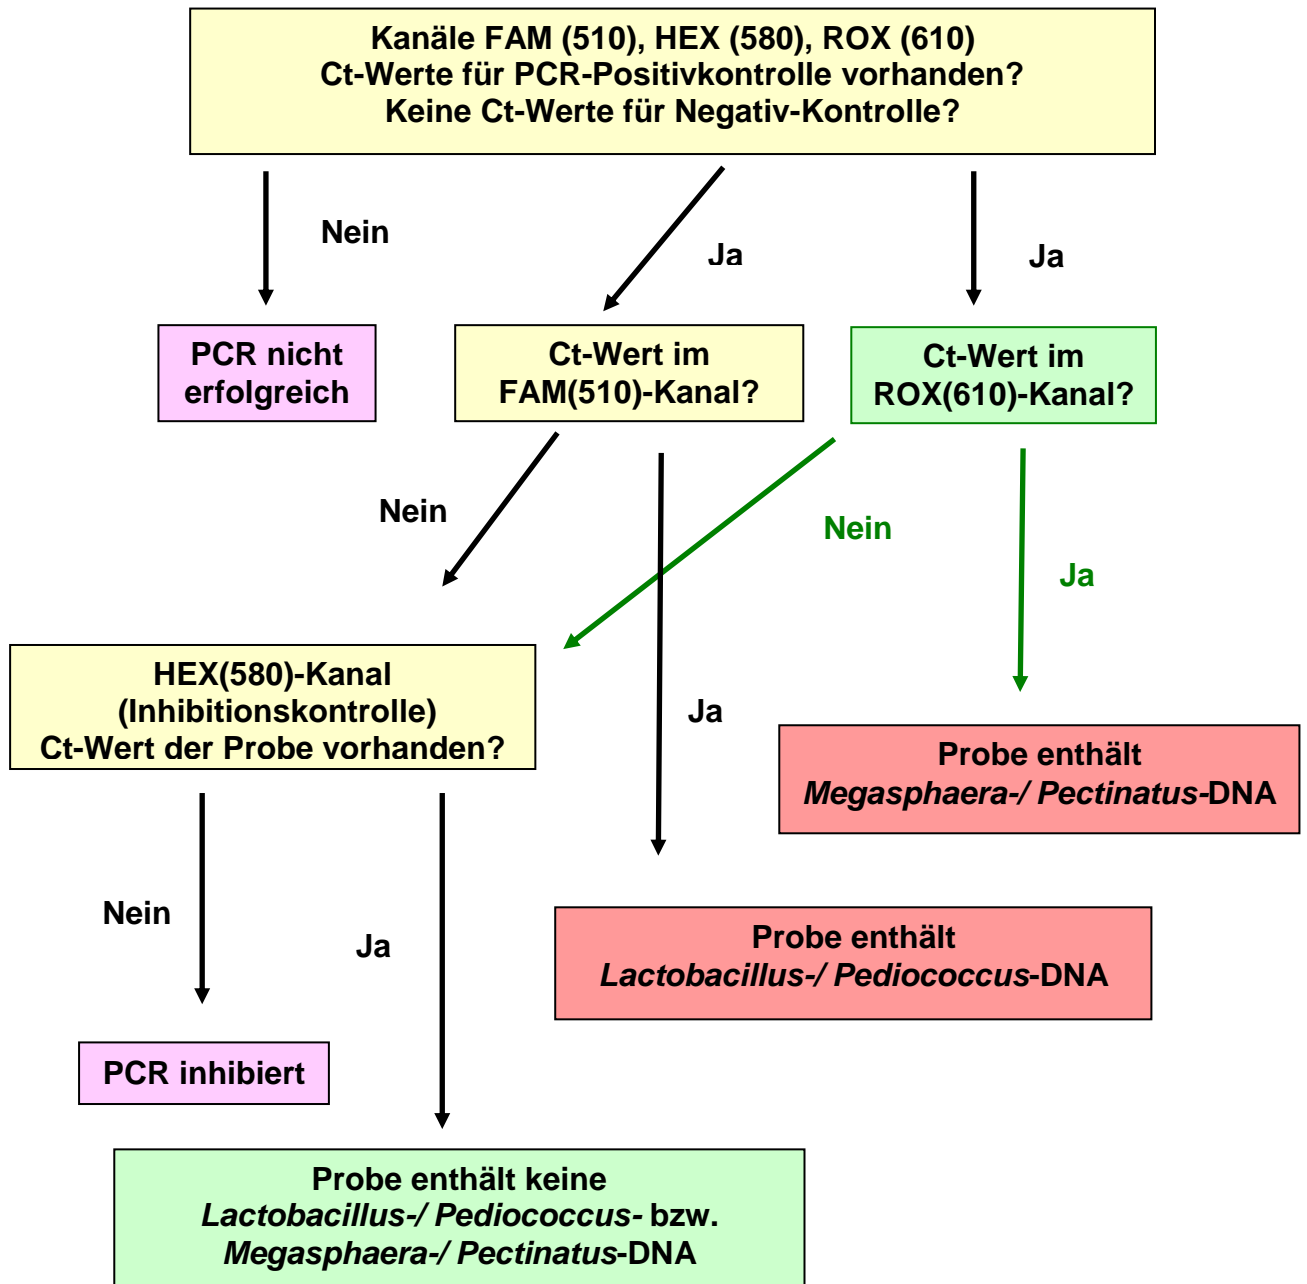 Kanäle FAM (510), HEX (580), ROX (610)
Ct-Werte für PCR-Positivkontrolle vorhanden?
Keine Ct-Werte für Negativ-Kontrolle?
Nein
Ja
Ja
PCR nicht
erfolgreich
Ct-Wert im
FAM(510)-Kanal?
Ct-Wert im
ROX(610)-Kanal?
Nein
Nein
Ja
HEX(580)-Kanal
(Inhibitionskontrolle)
Ct-Wert der Probe vorhanden?
Ja
Probe enthält
Megasphaera-/ Pectinatus-DNA
Nein
Ja
Probe enthält
Lactobacillus-/ Pediococcus-DNA
PCR inhibiert
Probe enthält keine
Lactobacillus-/ Pediococcus- bzw.
Megasphaera-/ Pectinatus-DNA